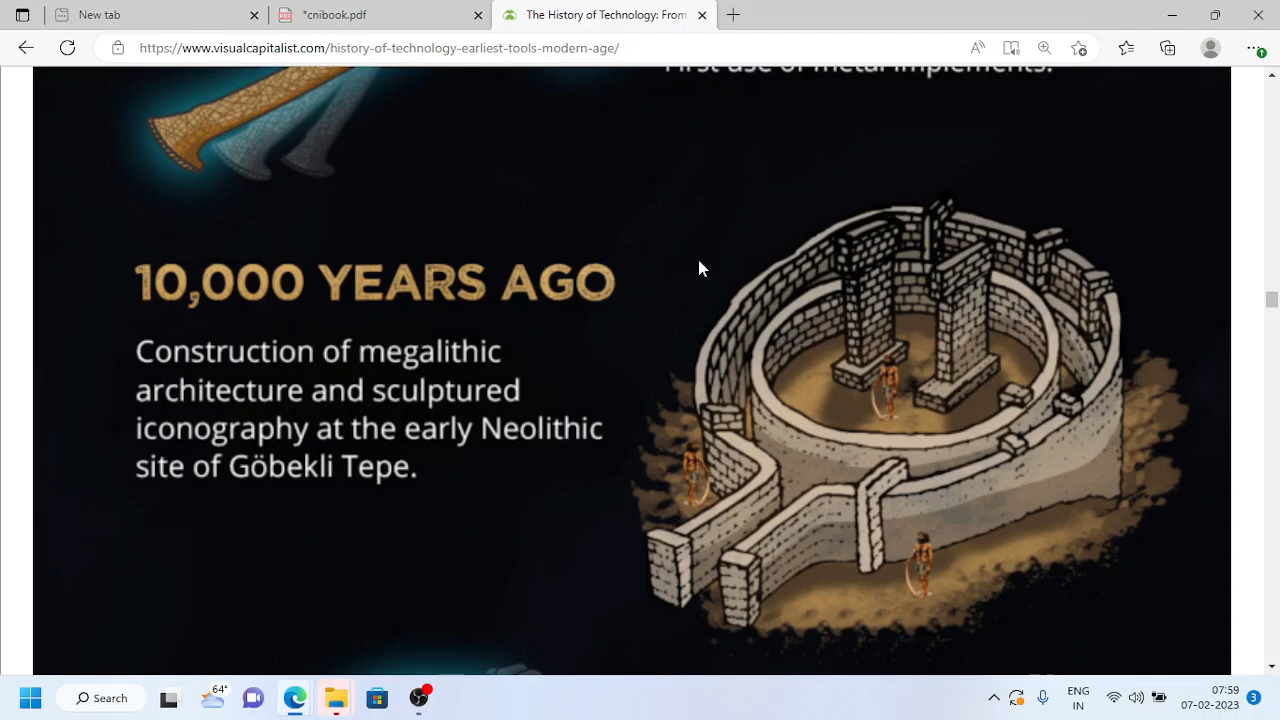 New tab
*cnibook.pdf
The History of Technology: From
https://www.visualcapitalist.com/history-of-technology-earliest-tools-modern-age/
First use of metal implements.
10,000 YEARS AGO
Construction of megalithic
architecture and sculptured
iconography at the early Neolithic
site of Göbekli Tepe.
Search
64°
ENG
IN
07:59
07-02-2023
3